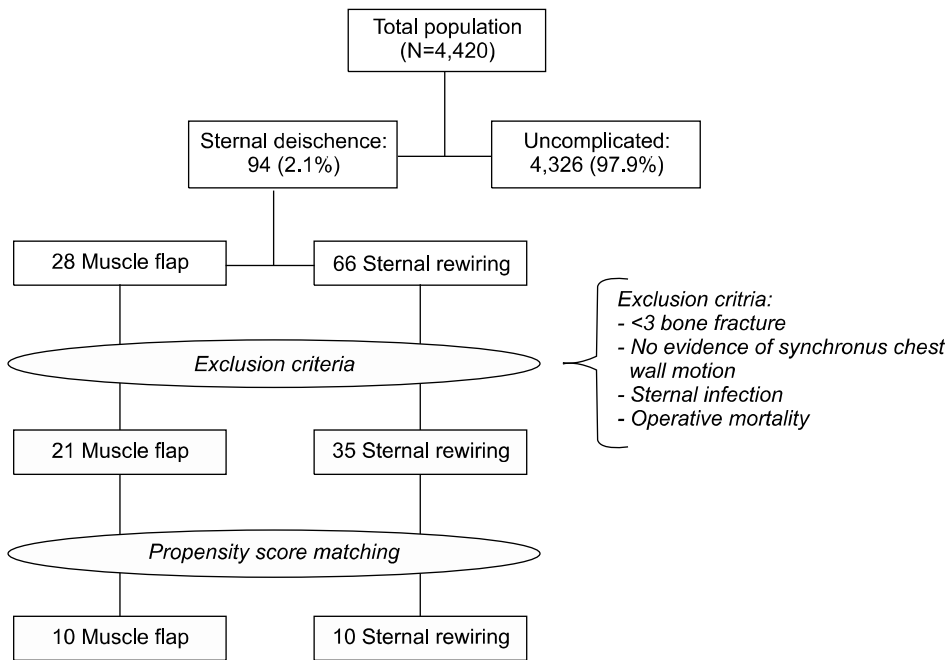 Total population
(N=4,420)
Sternal deischence:
94 (2.1%)
Uncomplicated:
4,326 (97.9%)
28 Muscle flap
66 Sternal rewiring
Exclusion critria:
- <3 bone fracture
- No evidence of synchronus chest
wall motion
- Sternal infection
- Operative mortality
Exclusion criteria
21 Muscle flap
35 Sternal rewiring
Propensity score matching
10 Muscle flap
10 Sternal rewiring